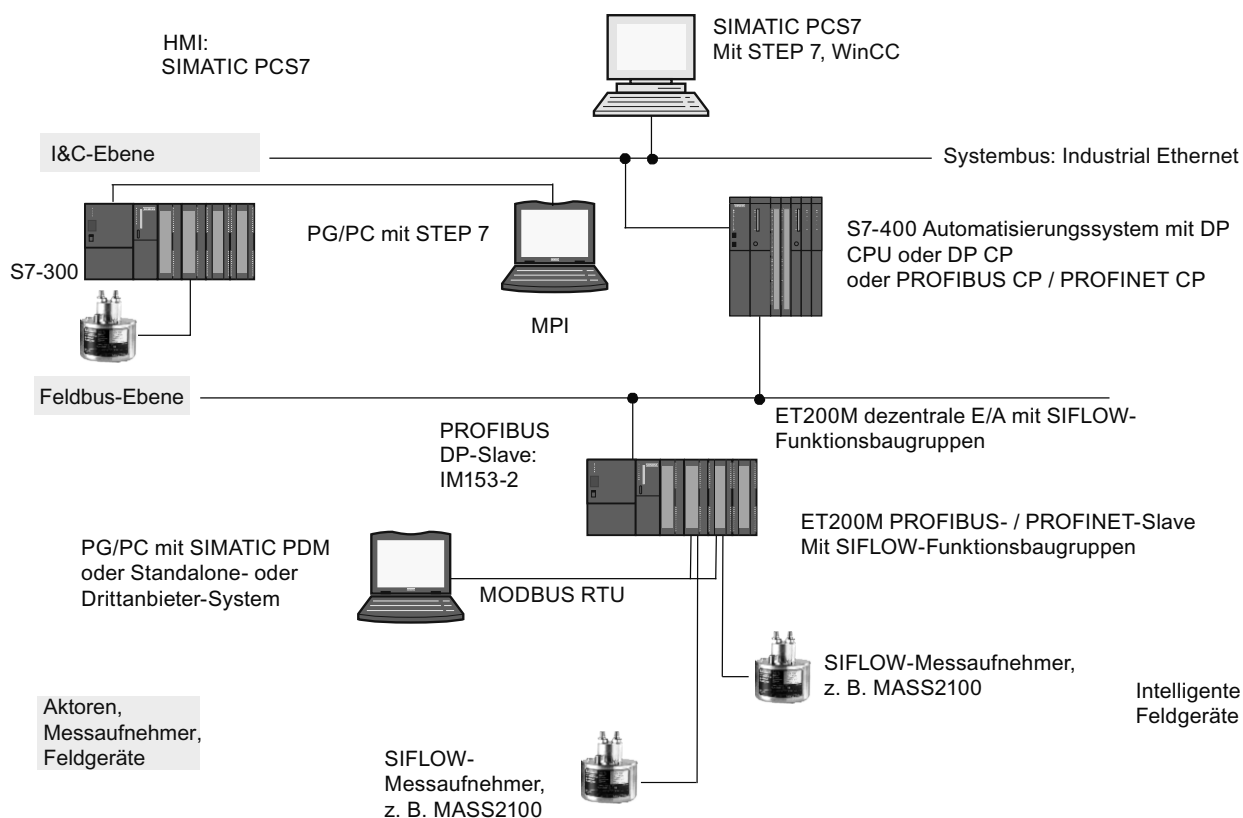 HMI:
SIMATIC PCS7
SIMATIC PCS7
Mit STEP 7, WinCC
I&C-Ebene
Systembus: Industrial Ethernet
PG/PC mit STEP 7
S7-300
MPI
S7-400 Automatisierungssystem mit DP
CPU oder DP CP
oder PROFIBUS CP / PROFINET CP
Feldbus-Ebene
ET200M dezentrale E/A mit SIFLOW-
Funktionsbaugruppen
PROFIBUS
DP-Slave:
IM153-2
ET200M PROFIBUS- / PROFINET-Slave
Mit SIFLOW-Funktionsbaugruppen
PG/PC mit SIMATIC PDM
oder Standalone- oder
Drittanbieter-System
MODBUS RTU
SIFLOW-Messaufnehmer,
z. B. MASS2100
Intelligente
Feldgeräte
Aktoren,
Messaufnehmer,
Feldgeräte
SIFLOW-
Messaufnehmer,
z. B. MASS2100